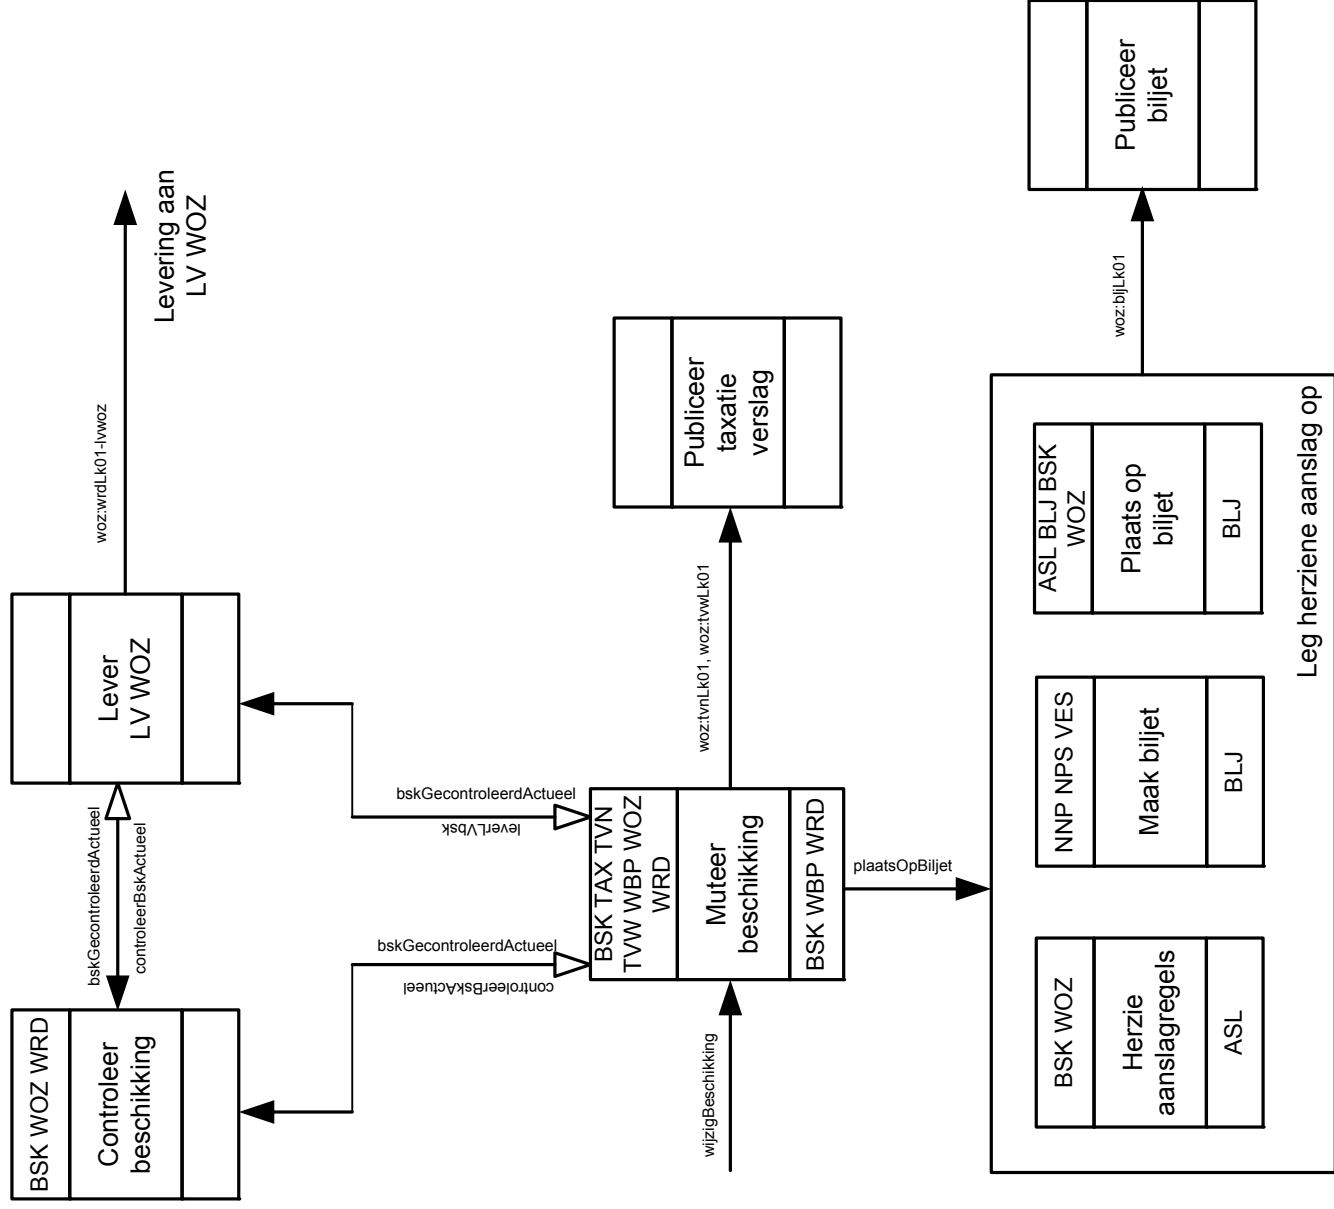 BSK WOZ WRD
Controleer
beschikking
bskGecontroleerdActueel
controleerBskActueel
Lever
LV WOZ
woz:wrdLk01-lvwoz
Levering aan
LV WOZ
bskGecontroleerdActueel
controleerBskActueel
bskGecontroleerdActueel
leverLVbsk
wijzigBeschikking
BSK TAX TVN
TVW WBP WOZ
WRD
Muteer
beschikking
BSK WBP WRD
woz:tvnLk01, woz:tvwLk01
Publiceer
taxatie
verslag
plaatsOpBiljet
BSK WOZ
Herzie
aanslagregels
ASL
NNP NPS VES
Maak biljet
BLJ
ASL BLJ BSK
WOZ
Plaats op
biljet
BLJ
Leg herziene aanslag op
woz:bljLk01
Publiceer
biljet